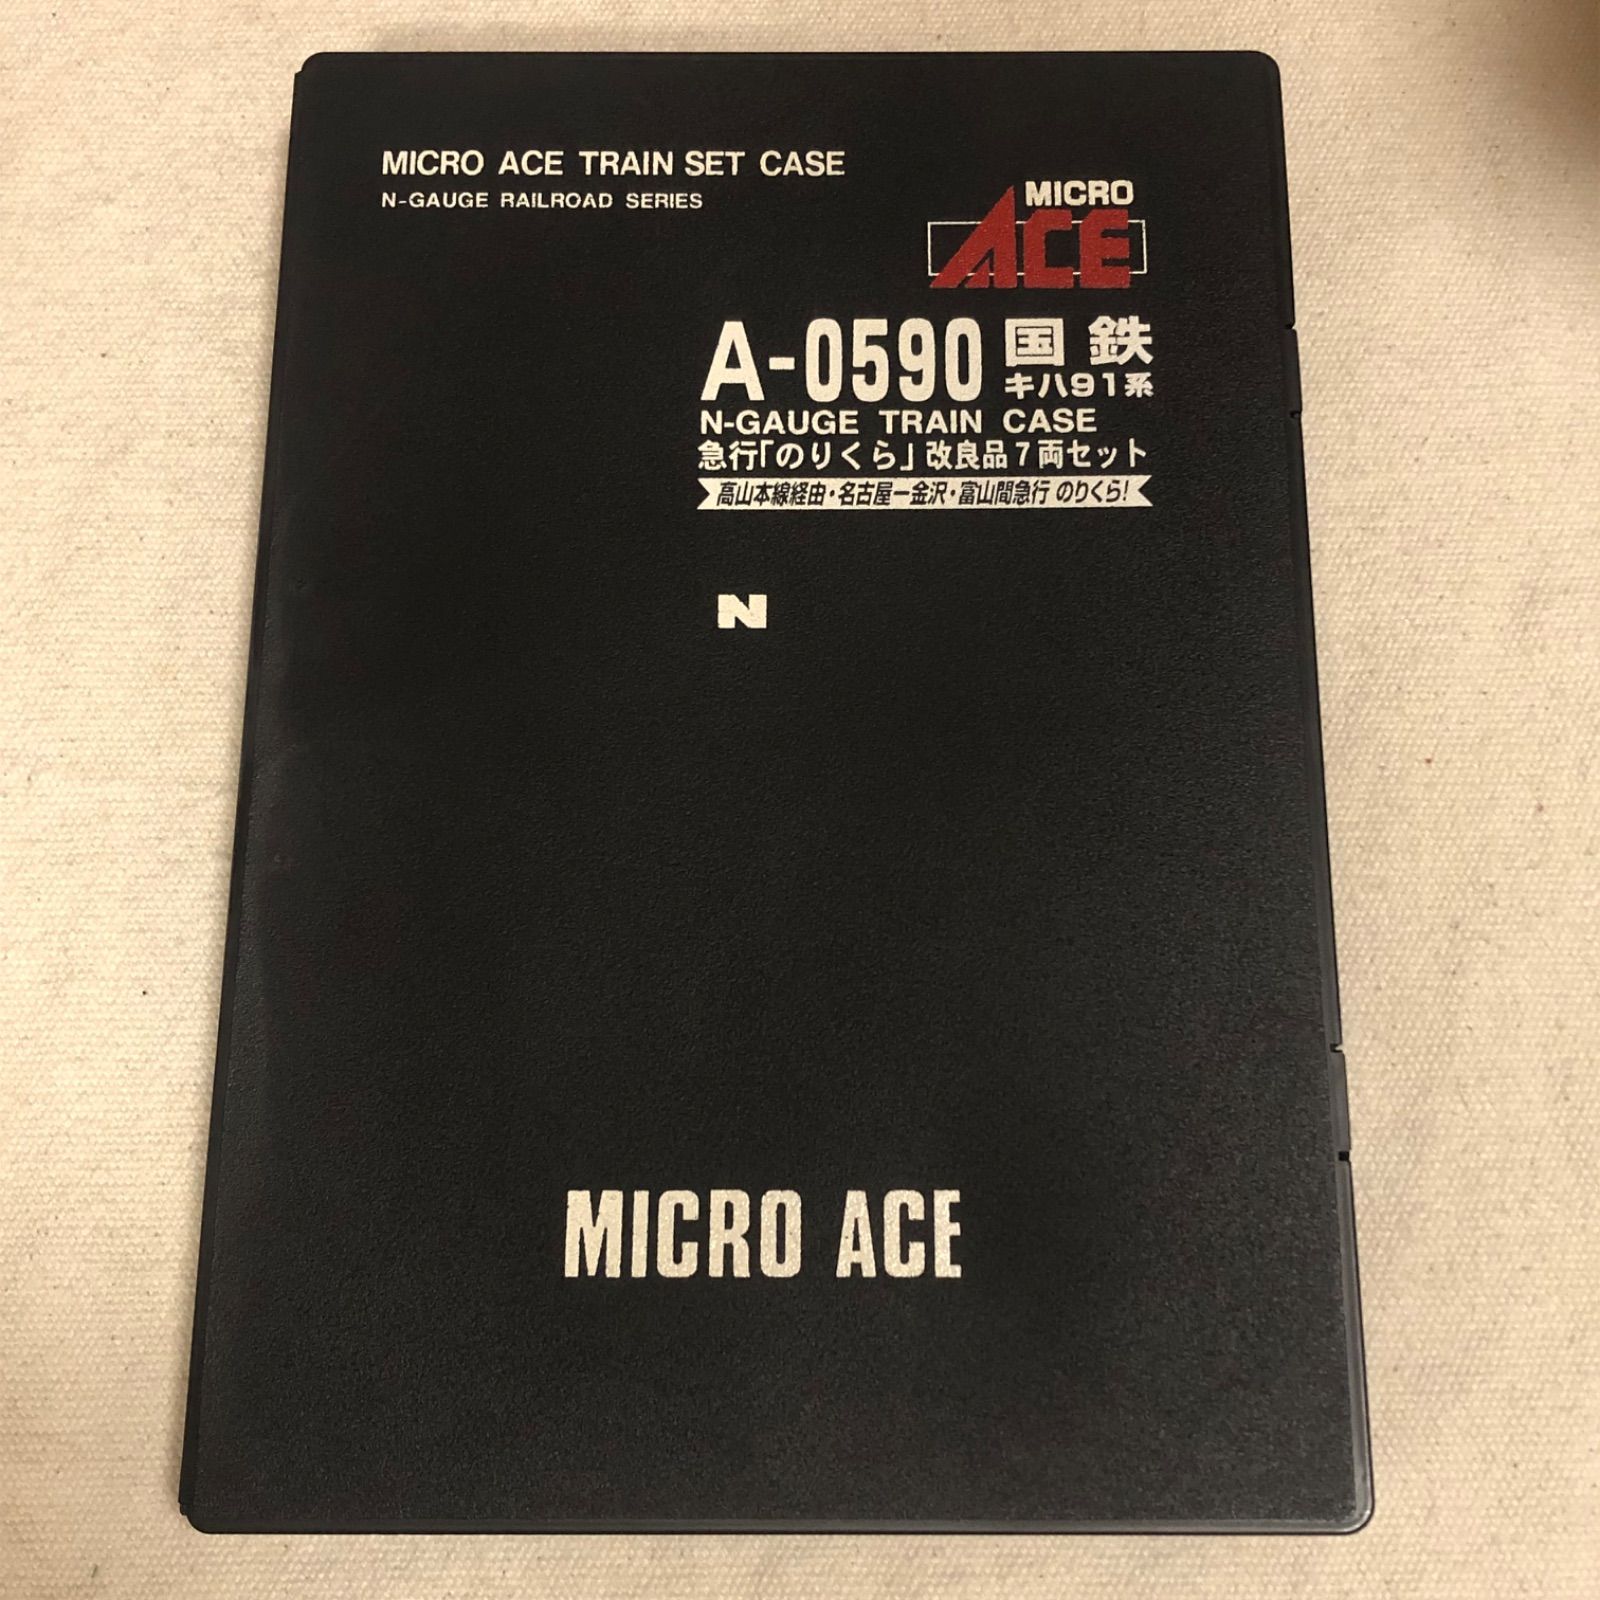 MICRO ACE TRAIN SET CASE
N-GAUGE RAILROAD SERIES
MICRO
ACE
A-0590 国鉄
キハ91系
N-GAUGE TRAIN CASE
急行「のりくら」改良品7両セット
高山本線経由・名古屋ー金沢・富山間急行 のりくら!
N
MICRO ACE